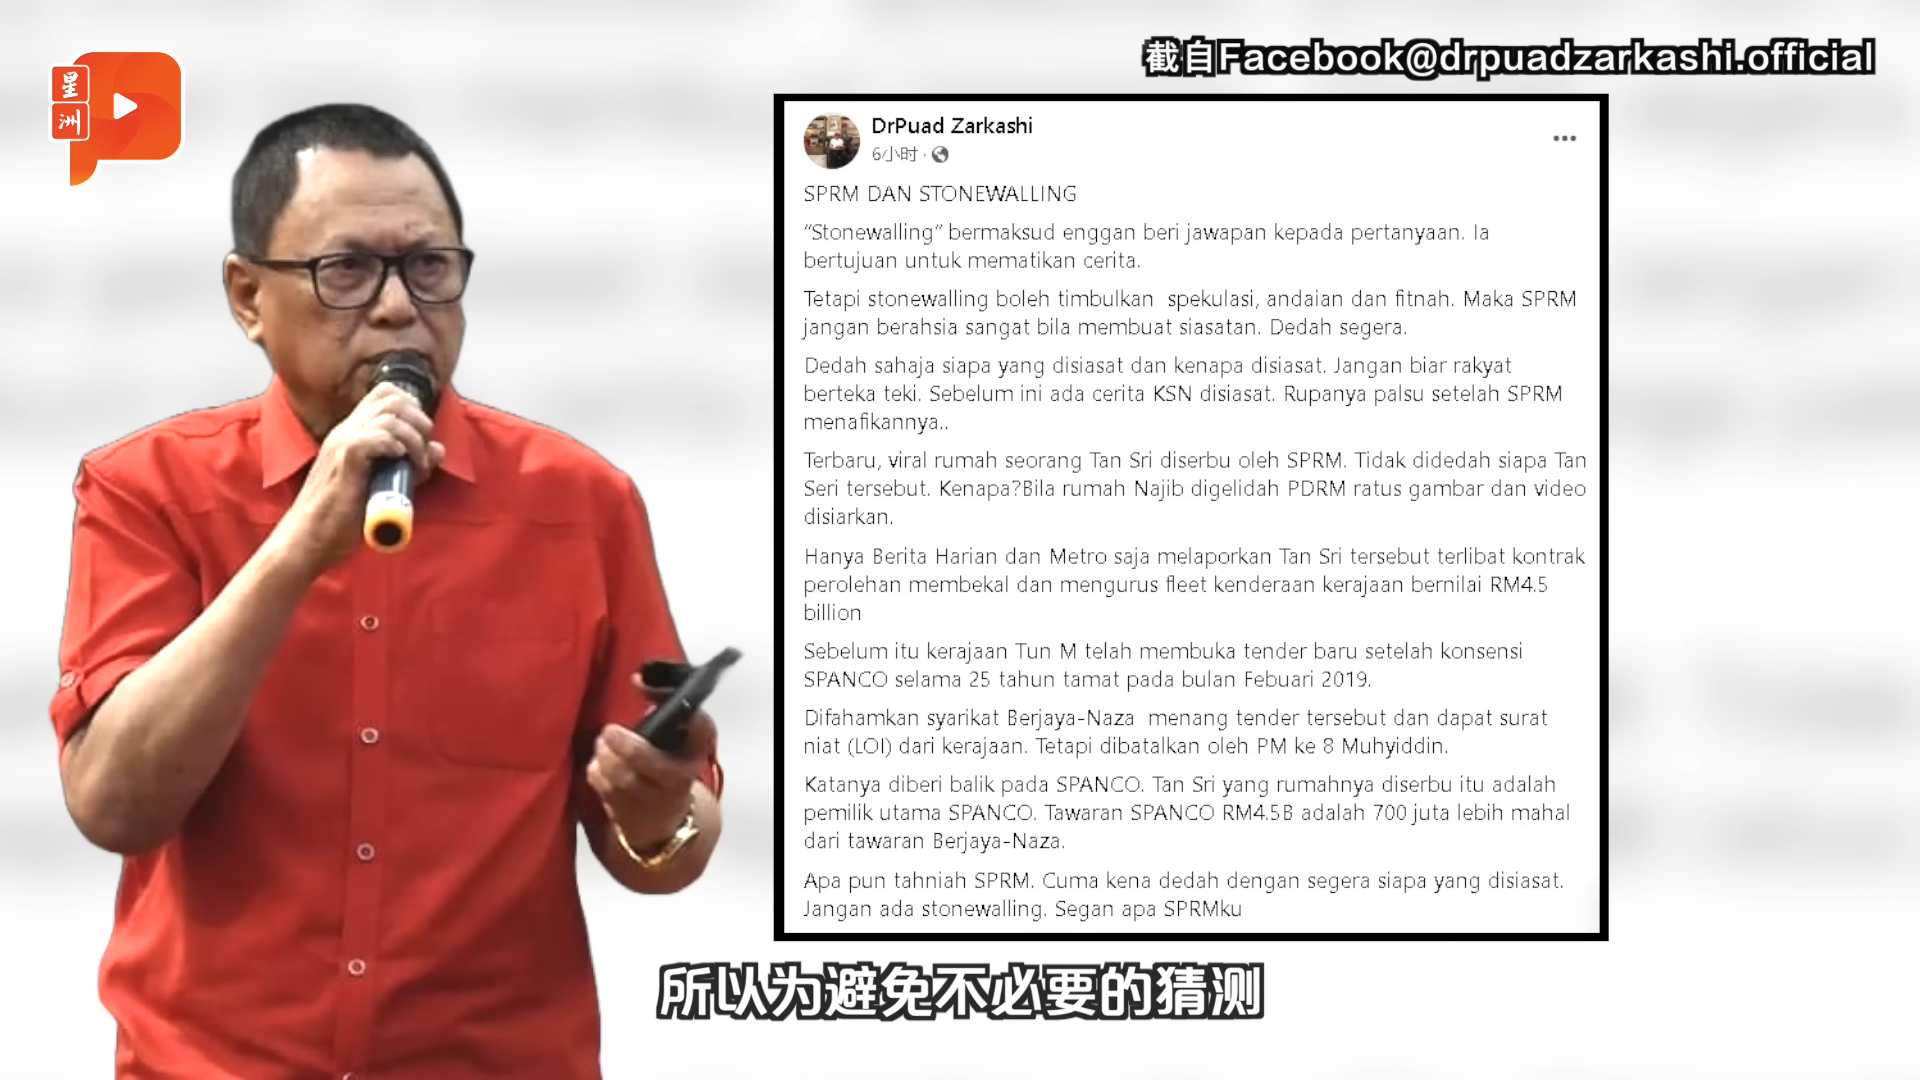 星洲
截自Facebook@drpuadzarkashi.official
DrPuad Zarkashi
6小时 ·
SPRM DAN STONEWALLING
“Stonewalling” bermaksud enggan beri jawapan kepada pertanyaan. Ia
bertujuan untuk mematikan cerita.
Tetapi stonewalling boleh timbulkan spekulasi, andaian dan fitnah. Maka SPRM
jangan berahsia sangat bila membuat siasatan. Dedah segera.
Dedah sahaja siapa yang disiasat dan kenapa disiasat. Jangan biar rakyat
berteka teki. Sebelum ini ada cerita KSN disiasat. Rupanya palsu setelah SPRM
menafikannya..
Terbaru, viral rumah seorang Tan Sri diserbu oleh SPRM. Tidak didedah siapa Tan
Seri tersebut. Kenapa?Bila rumah Najib digelidah PDRM ratus gambar dan video
disiarkan.
Hanya Berita Harian dan Metro saja melaporkan Tan Sri tersebut terlibat kontrak
perolehan membekal dan mengurus fleet kenderaan kerajaan bernilai RM4.5
billion
Sebelum itu kerajaan Tun M telah membuka tender baru setelah konsensi
SPANCO selama 25 tahun tamat pada bulan Febuari 2019.
Difahamkan syarikat Berjaya-Naza menang tender tersebut dan dapat surat
niat (LOI) dari kerajaan. Tetapi dibatalkan oleh PM ke 8 Muhyiddin.
Katanya diberi balik pada SPANCO. Tan Sri yang rumahnya diserbu itu adalah
pemilik utama SPANCO. Tawaran SPANCO RM4.5B adalah 700 juta lebih mahal
dari tawaran Berjaya-Naza.
Apa pun tahniah SPRM. Cuma kena dedah dengan segera siapa yang disiasat.
Jangan ada stonewalling. Segan apa SPRMku
所以为避免不必要的猜测